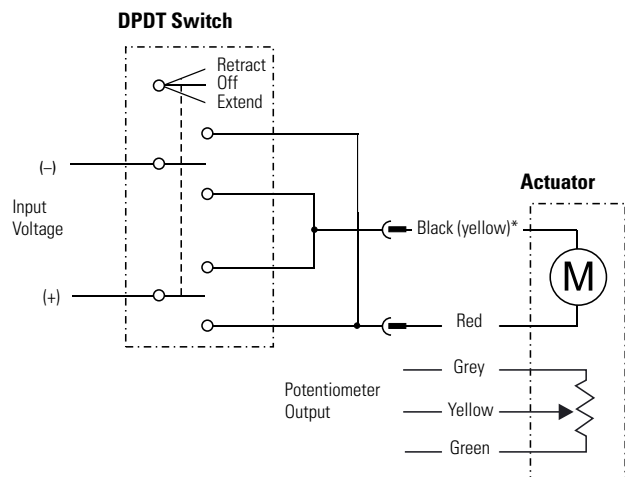 DPDT Switch
Retract
Off
Extend
(–)
Input
Voltage
(+)
Actuator
Black (yellow)*
M
Red
Grey
Potentiometer
Output
Yellow
Green